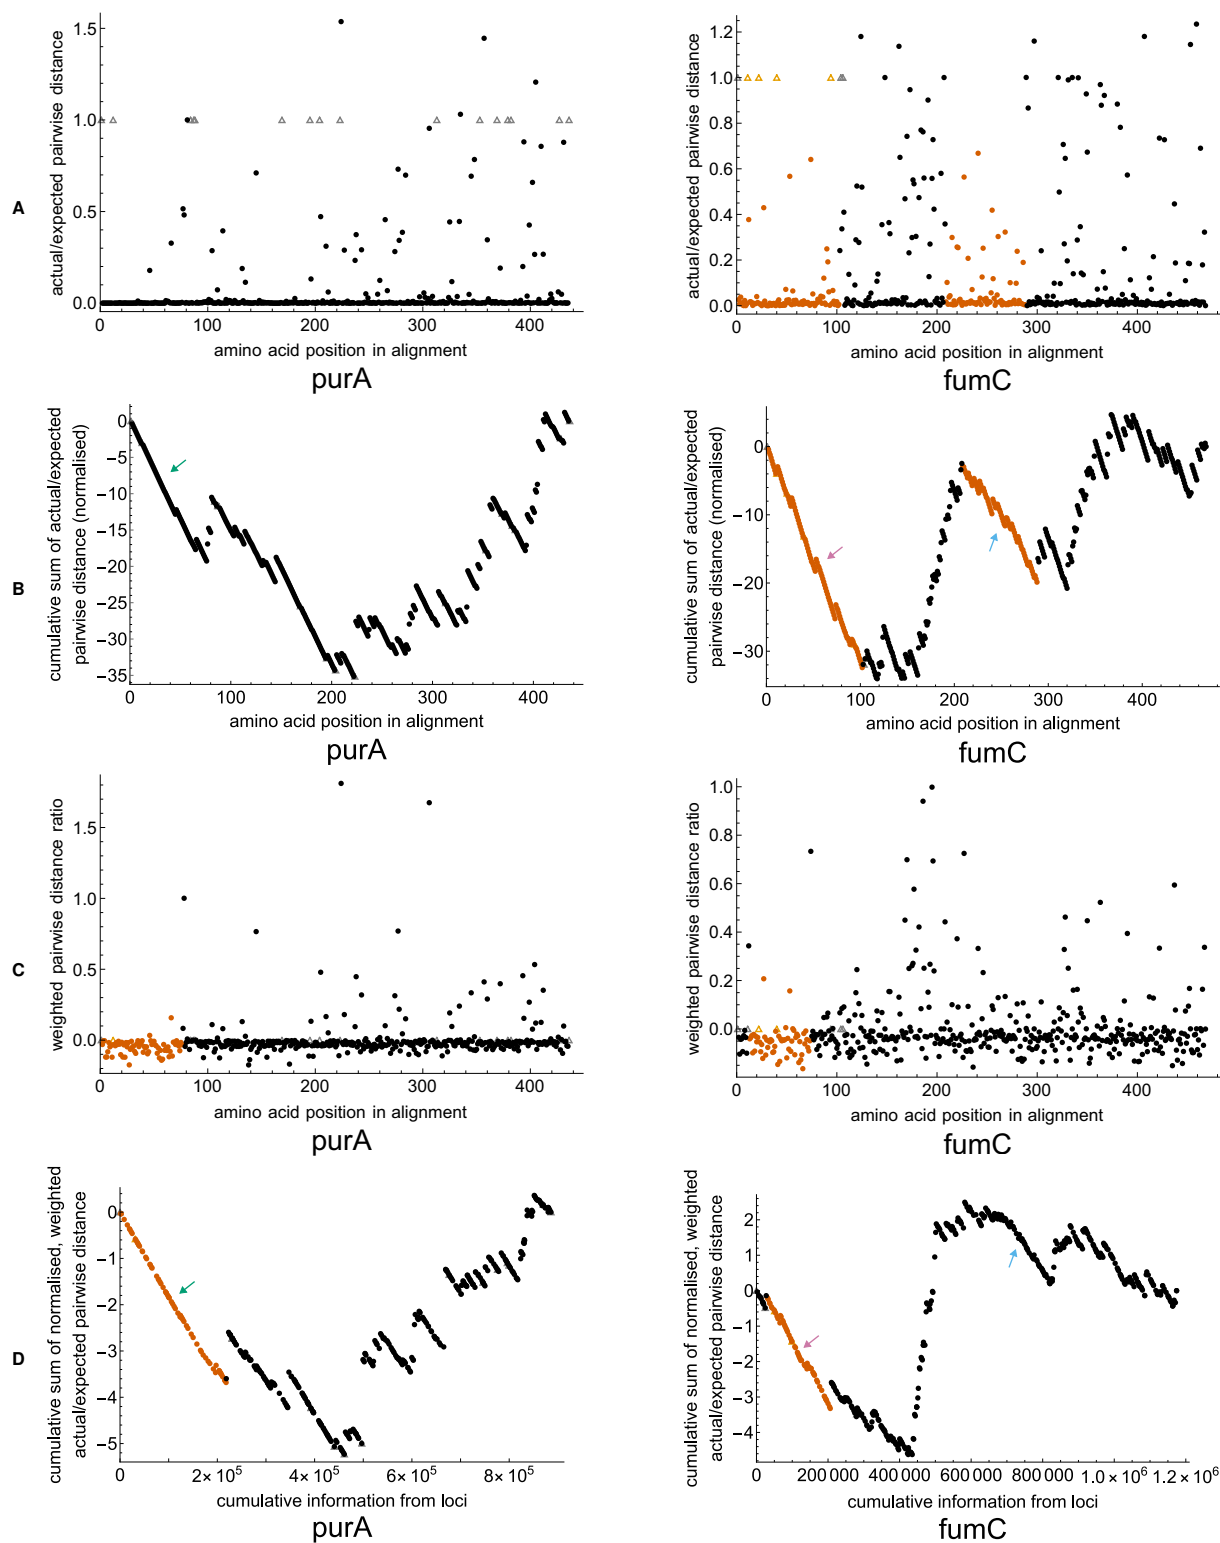 A
actual/expected pairwise distance
1.5
1.0
0.5
0.0
0
100
200
300
400
amino acid position in alignment
purA
actual/expected pairwise distance
1.2
1.0
0.8
0.6
0.4
0.2
0.0
0
100
200
300
400
amino acid position in alignment
fumC
B
cumulative sum of actual/expected
pairwise distance (normalised)
0
−5
−10
−15
−20
−25
−30
−35
0
100
200
300
400
amino acid position in alignment
purA
cumulative sum of actual/expected
pairwise distance (normalised)
0
−10
−20
−30
0
100
200
300
400
amino acid position in alignment
fumC
C
weighted pairwise distance ratio
1.5
1.0
0.5
0.0
0
100
200
300
400
amino acid position in alignment
purA
weighted pairwise distance ratio
1.0
0.8
0.6
0.4
0.2
0.0
0
100
200
300
400
amino acid position in alignment
fumC
D
cumulative sum of normalised, weighted
actual/expected pairwise distance
0
−1
−2
−3
−4
−5
0
2×10⁵
4×10⁵
6×10⁵
8×10⁵
cumulative information from loci
purA
cumulative sum of normalised, weighted
actual/expected pairwise distance
2
1
0
−1
−2
−3
−4
0
200 000
400 000
600 000
800 000
1.0×10⁶
1.2×10⁶
cumulative information from loci
fumC